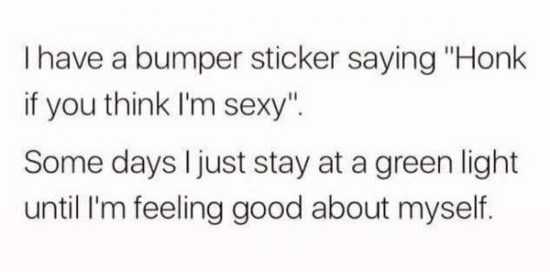 I have a bumper sticker saying "Honk
if you think I'm sexy".
Some days I just stay at a green light
until I'm feeling good about myself.